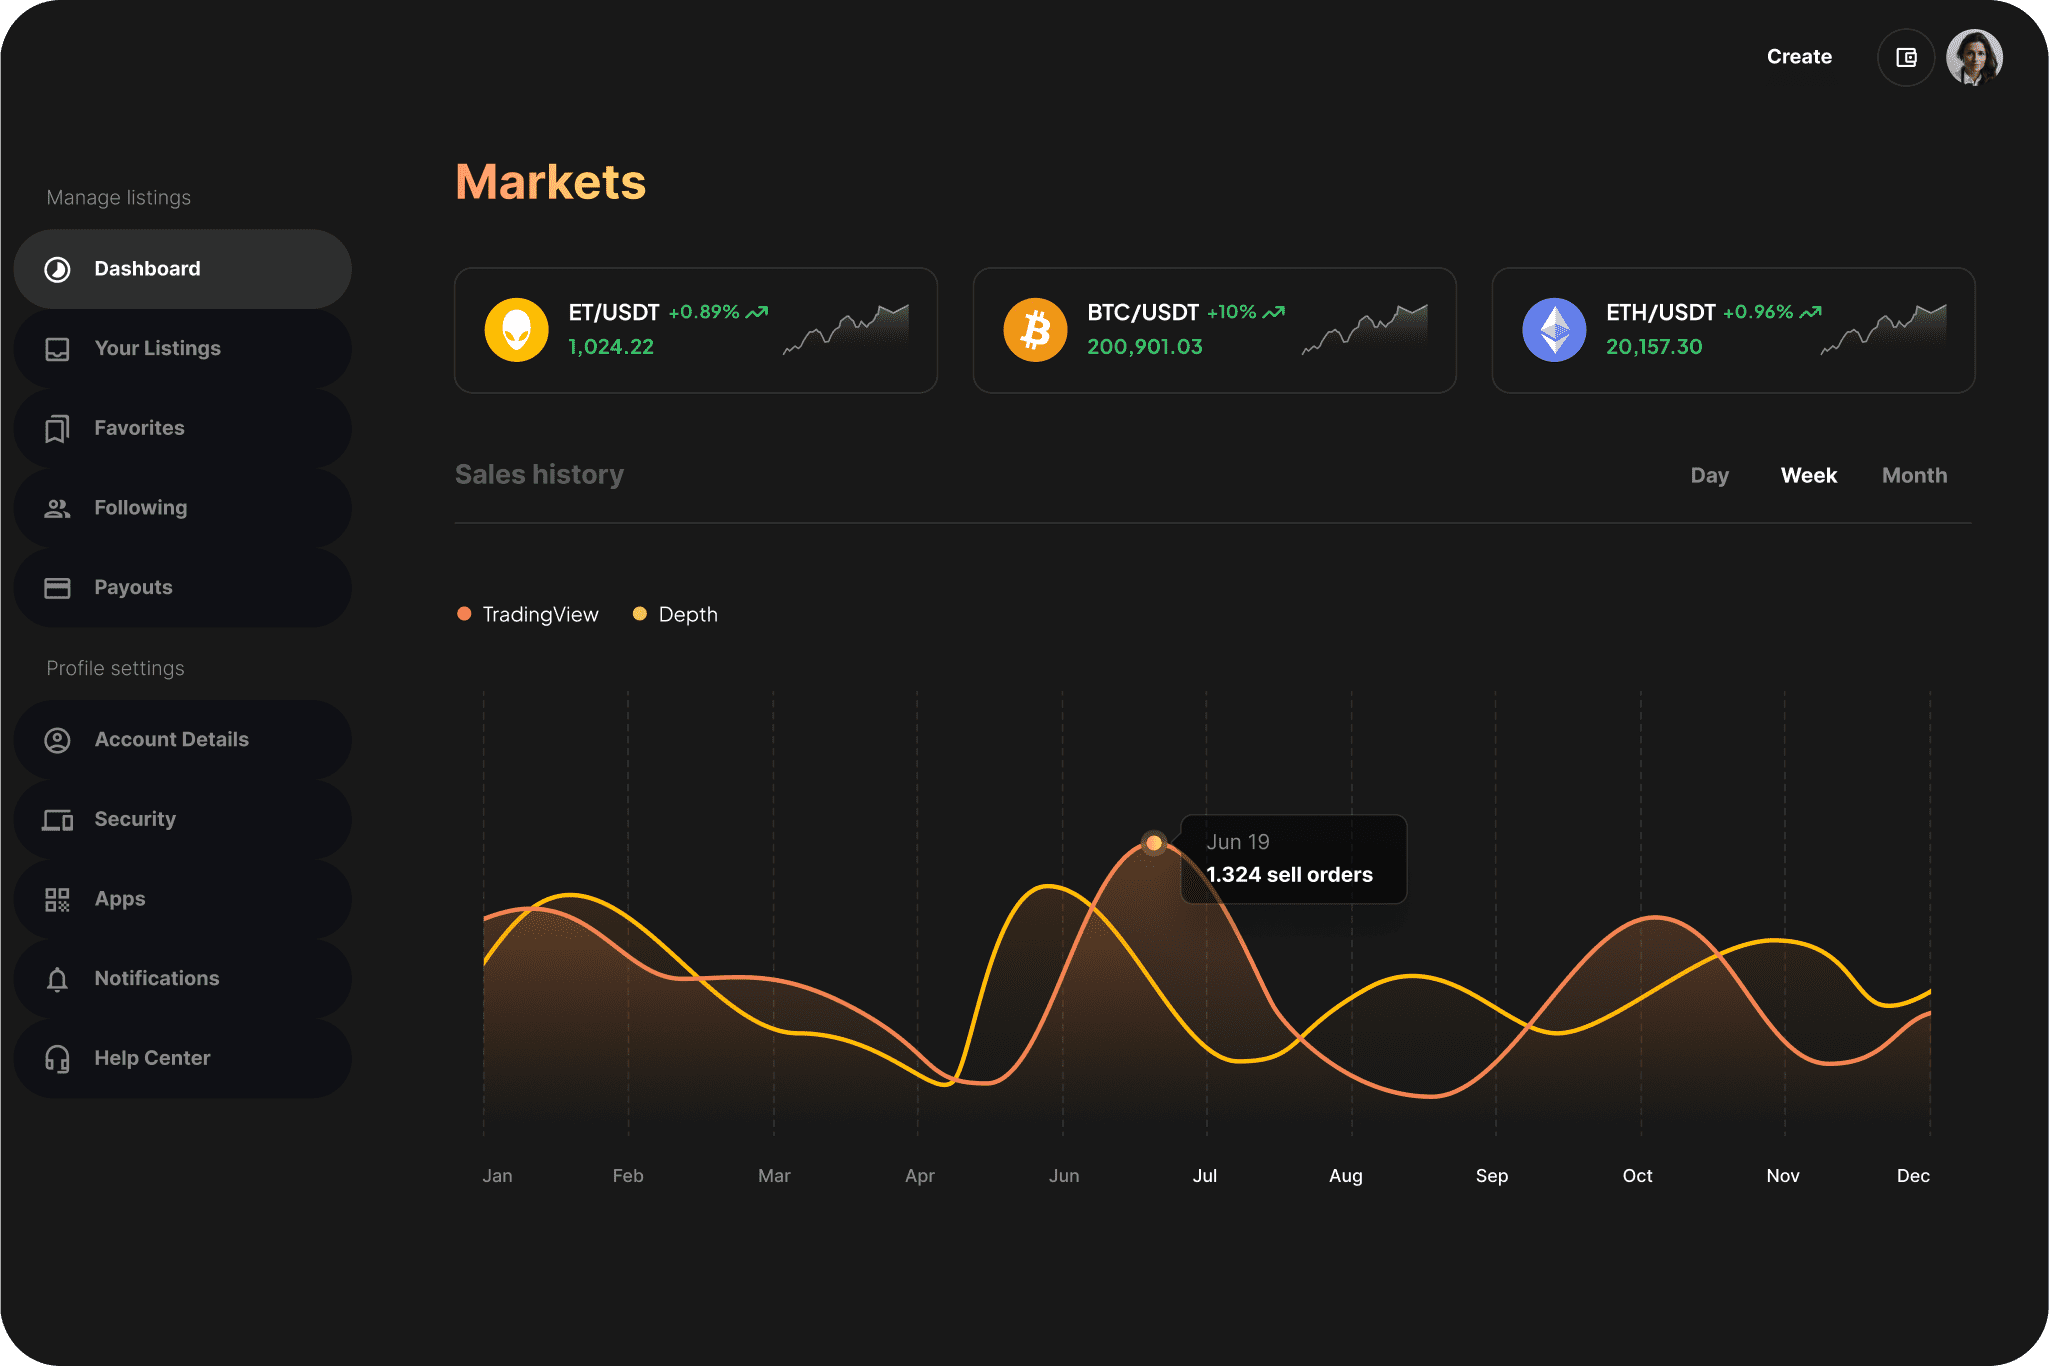 Create
Manage listings
Dashboard
Your Listings
Favorites
Following
Payouts
Profile settings
Account Details
Security
Apps
Notifications
Help Center
Markets
ET/USDT +0.89%
1,024.22
BTC/USDT +10%
200,901.03
ETH/USDT +0.96%
20,157.30
Sales history
Day Week Month
TradingView Depth
Jun 19
1.324 sell orders
Jan Feb Mar Apr Jun Jul Aug Sep Oct Nov Dec